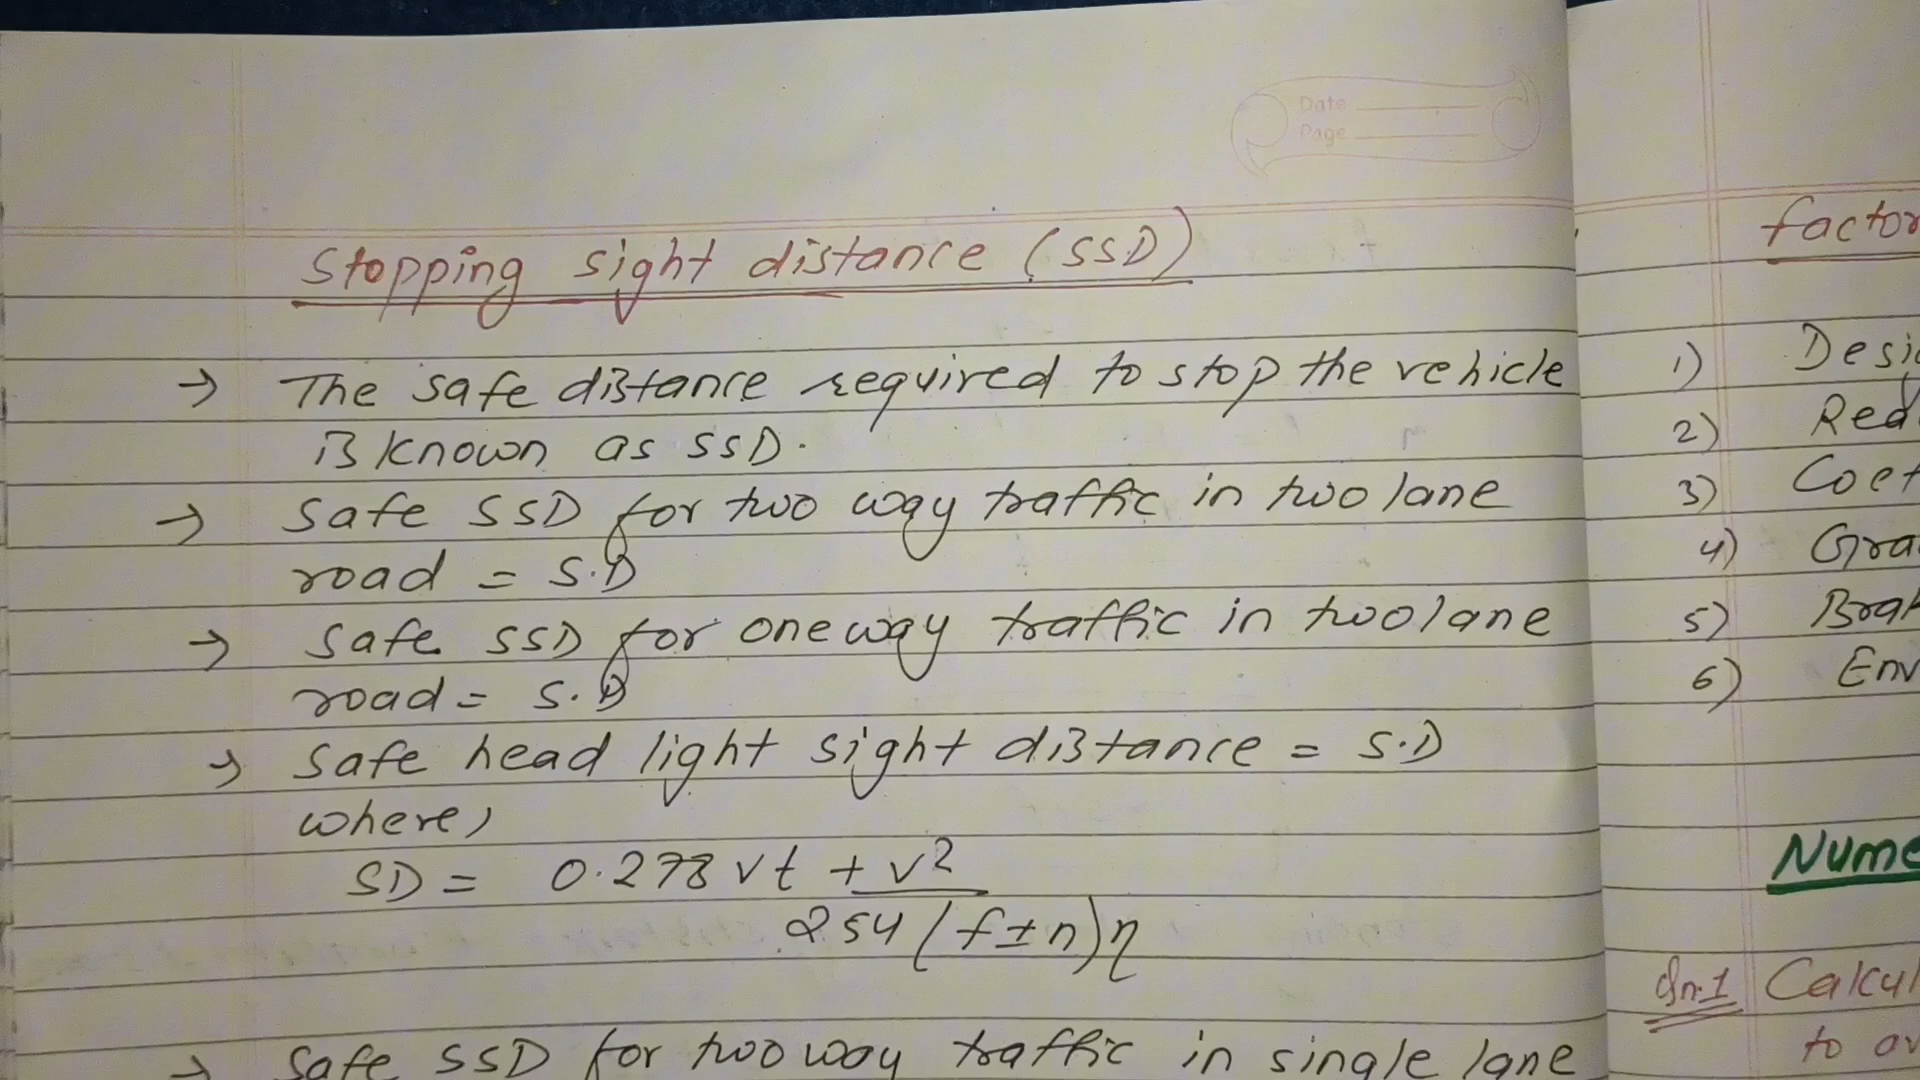 Date
Page
Stopping sight distance (SSD)
→ The safe distance required to stop the vehicle
is known as SSD.
→ Safe SSD for two way traffic in two lane
road = S.D
→ Safe SSD for one way traffic in two lane
road = S.D
→ Safe head light sight distance = S.D
where,
SD = 0.278 vt + v²
254 (f±n)η
→ Safe SSD for two way traffic in single lane
factor
1) Desig
2) Rea
3) Coef
4) Gra
5) Brak
6) Env
Nume
Qn.1 Calcul
to av